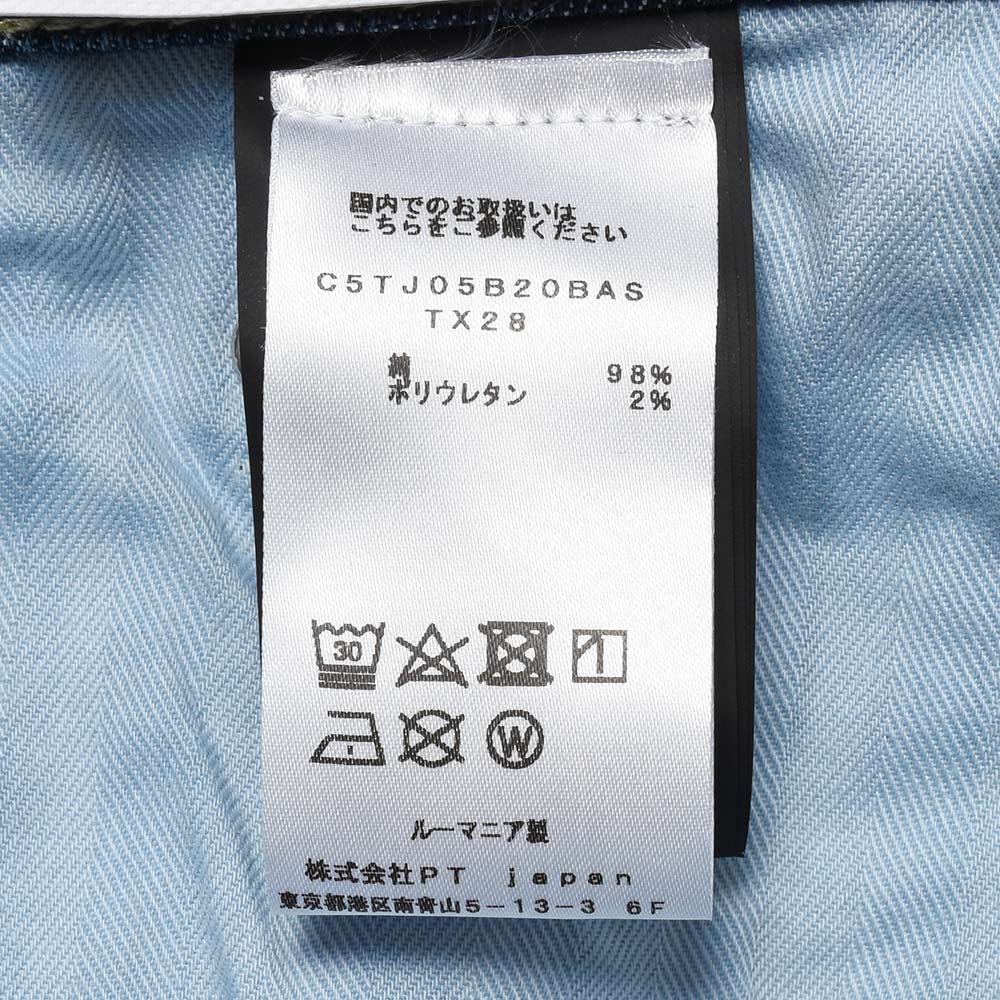 国内でのお取扱いは
こちらをご参照ください
C5TJ05B20BAS
TX28
綿 98%
ポリウレタン 2%
30
W
ルーマニア製
株式会社PT japan
東京都港区南青山5-13-3 6F